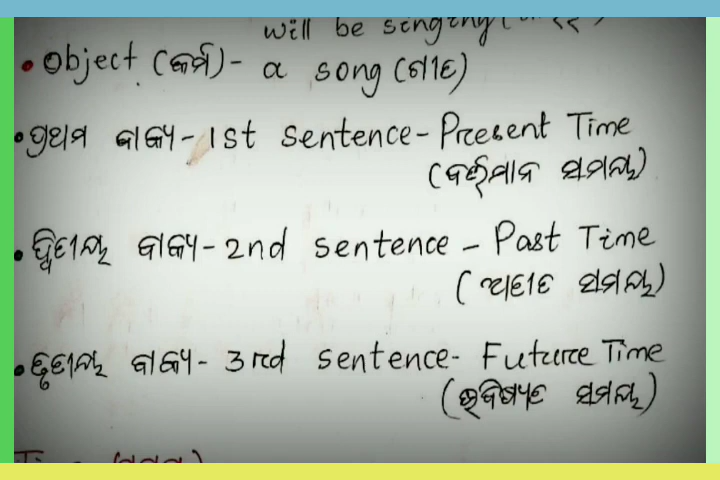 will be singing
• Object (କର୍ମ) - a song (ଗୀତ)
• ପ୍ରଥମ ବାକ୍ୟ - 1st sentence - Present Time
(ବର୍ତ୍ତମାନ ସମୟ)
• ଦ୍ୱିତୀୟ ବାକ୍ୟ - 2nd sentence - Past Time
(ଅତୀତ ସମୟ)
• ତୃତୀୟ ବାକ୍ୟ - 3rd sentence - Future Time
(ଭବିଷ୍ୟତ ସମୟ)